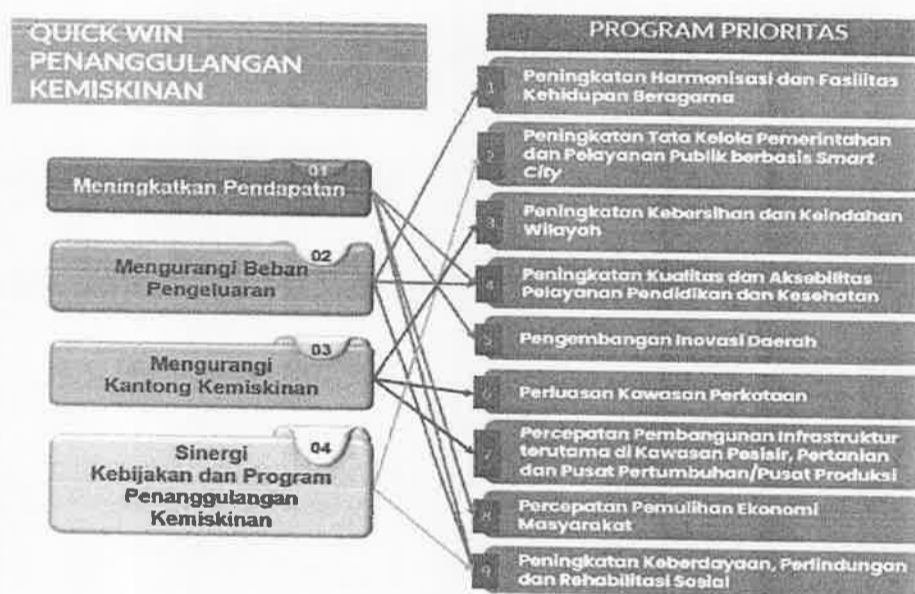 QUICK WIN
PENANGGULANGAN
KEMISKINAN
01
Meningkatkan Pendapatan
02
Mengurangi Beban
Pengeluaran
03
Mengurangi
Kantong Kemiskinan
04
Sinergi
Kebijakan dan Program
Penanggulangan
Kemiskinan
PROGRAM PRIORITAS
1
Peningkatan Harmonisasi dan Fasilitas
Kehidupan Beragama
2
Peningkatan Tata Kelola Pemerintahan
dan Pelayanan Publik berbasis Smart
City
3
Peningkatan Kebersihan dan Keindahan
Wilayah
4
Peningkatan Kualitas dan Aksebilitas
Pelayanan Pendidikan dan Kesehatan
5
Pengembangan Inovasi Daerah
6
Perluasan Kawasan Perkotaan
7
Percepatan Pembangunan Infrastruktur
terutama di Kawasan Pesisir, Pertanian
dan Pusat Pertumbuhan/Pusat Produksi
8
Percepatan Pemulihan Ekonomi
Masyarakat
9
Peningkatan Keberdayaan, Perlindungan
dan Rehabilitasi Sosial